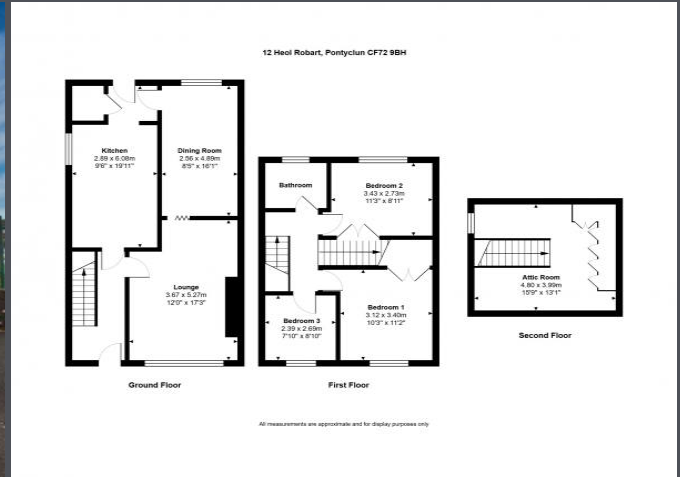 12 Heol Robart, Pontyclun CF72 9BH
Kitchen
2.89 x 6.08m
9'6" x 19'11"
Dining Room
2.56 x 4.89m
8'5" x 16'1"
Lounge
3.67 x 5.27m
12'0" x 17'3"
Ground Floor
Bathroom
Bedroom 2
3.43 x 2.73m
11'3" x 8'11"
Bedroom 1
3.12 x 3.40m
10'3" x 11'2"
Bedroom 3
2.39 x 2.69m
7'10" x 8'10"
First Floor
Attic Room
4.80 x 3.99m
15'9" x 13'1"
Second Floor
All measurements are approximate and for display purposes only